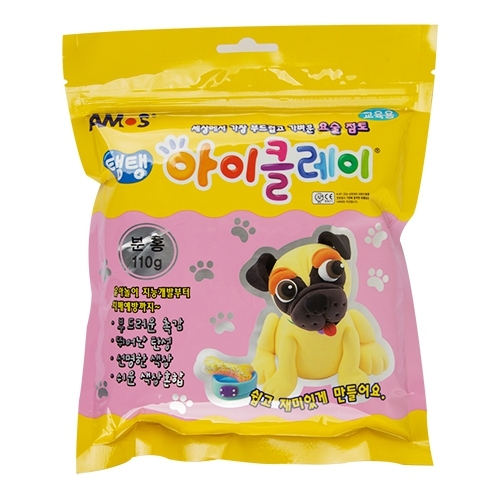 AMOS
교육용
세상에서 가장 부드럽고 가벼운 요술 점토
탱탱
아이클레이®
CE
분홍
110g
유아놀이 지능개발부터
치매예방까지~
· 부드러운 촉감
· 뛰어난 탄성
· 선명한 색상
· 쉬운 색상혼합
쉽고 재미있게 만들어요.